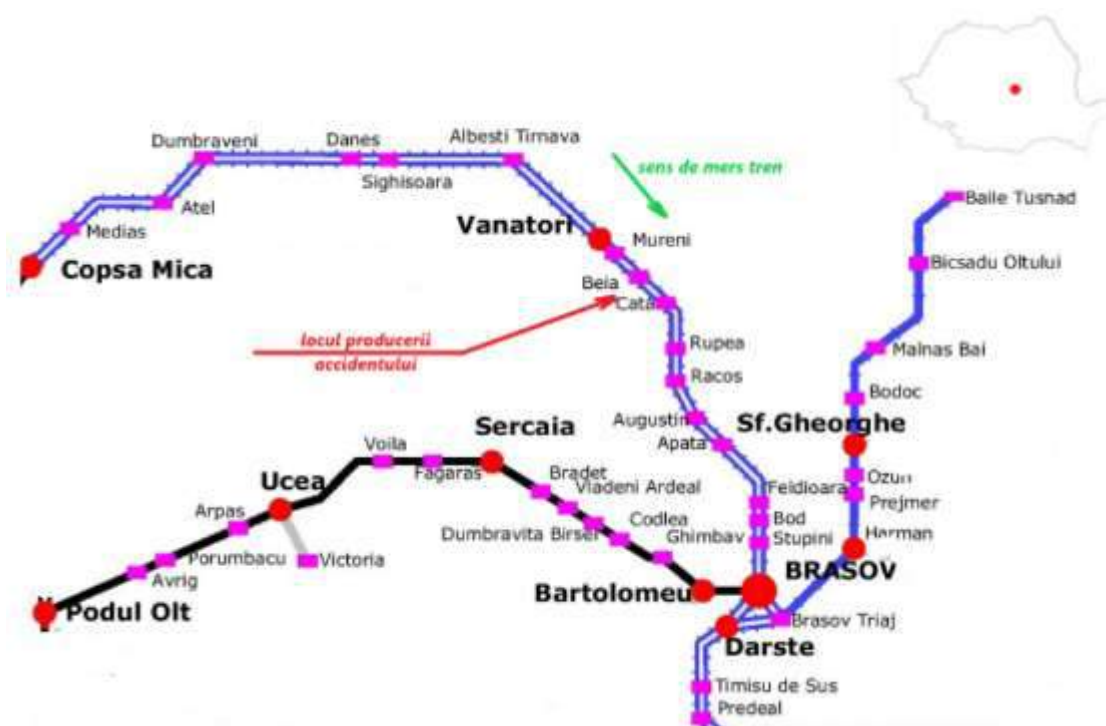 Dumbraveni
Danes
Albesti Tirnava
Sighisoara
sens de mers tren
Atel
Medias
Vanatori
Mureni
Baile Tusnad
Copsa Mica
Beia
Cata
Bicsadu Oltului
locul producerii
accidentului
Rupea
Malnas Bai
Racos
Bodoc
Augustin
Sf.Gheorghe
Apata
Sercaia
Voila
Fagaras
Ucea
Bradet
Ozun
Vladeni Ardeal
Feldioara
Prejmer
Arpas
Codlea
Bod
Dumbravita Birsei
Ghimbav
Stupini
Harman
Porumbacu
Victoria
Avrig
BRASOV
Bartolomeu
Podul Olt
Brasov Triaj
Darste
Timisu de Sus
Predeal